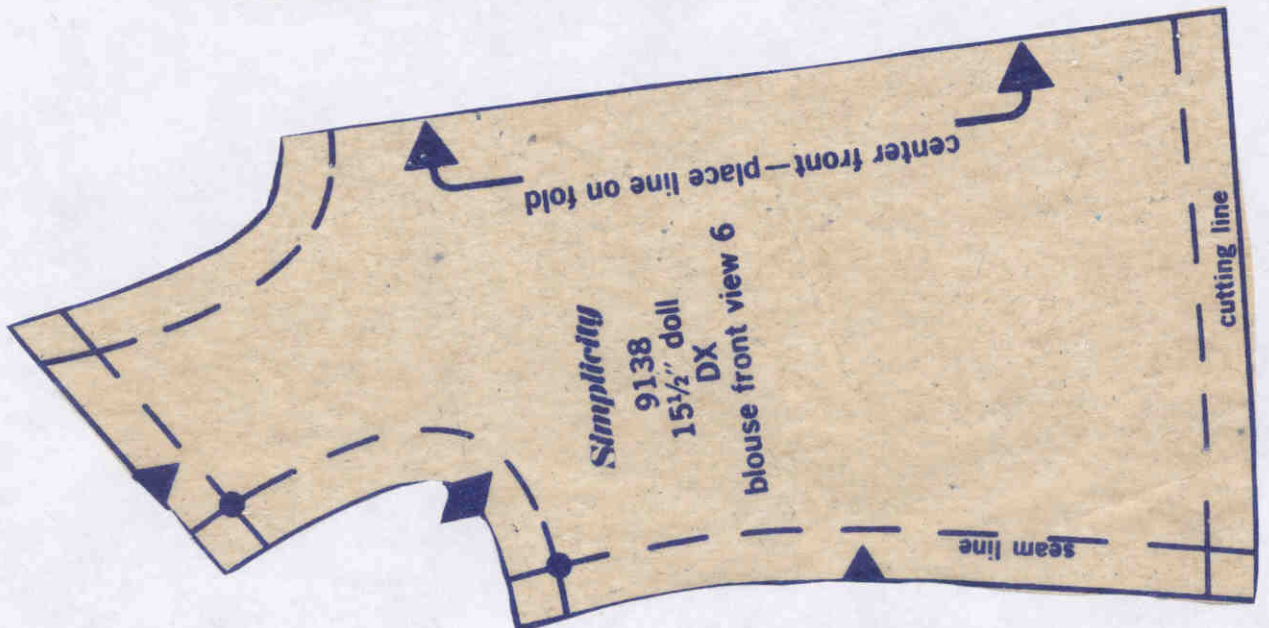 center front—place line on fold
Simplicity
9138
15½″ doll
DX
blouse front view 6
cutting line
seam line